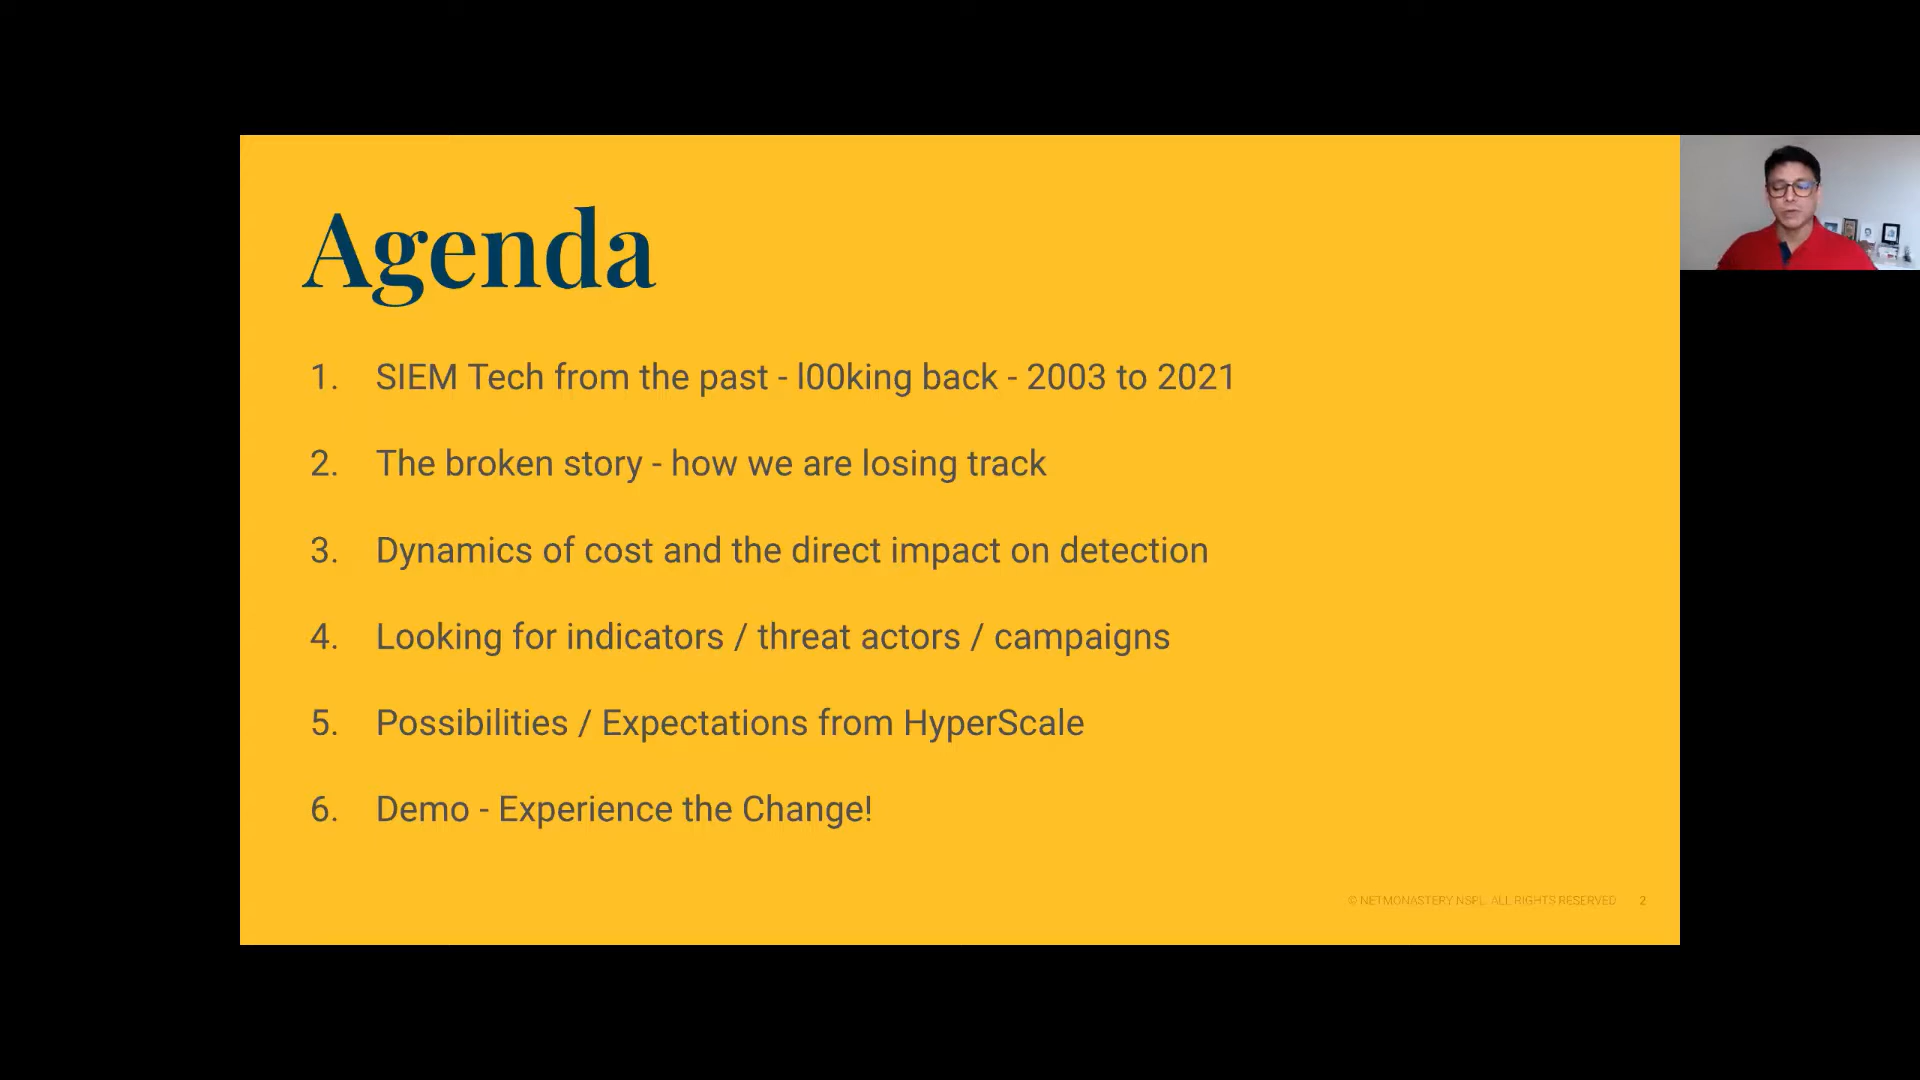 Agenda
1. SIEM Tech from the past - l00king back - 2003 to 2021
2. The broken story - how we are losing track
3. Dynamics of cost and the direct impact on detection
4. Looking for indicators / threat actors / campaigns
5. Possibilities / Expectations from HyperScale
6. Demo - Experience the Change!
© NETMONASTERY NSPL. ALL RIGHTS RESERVED 2